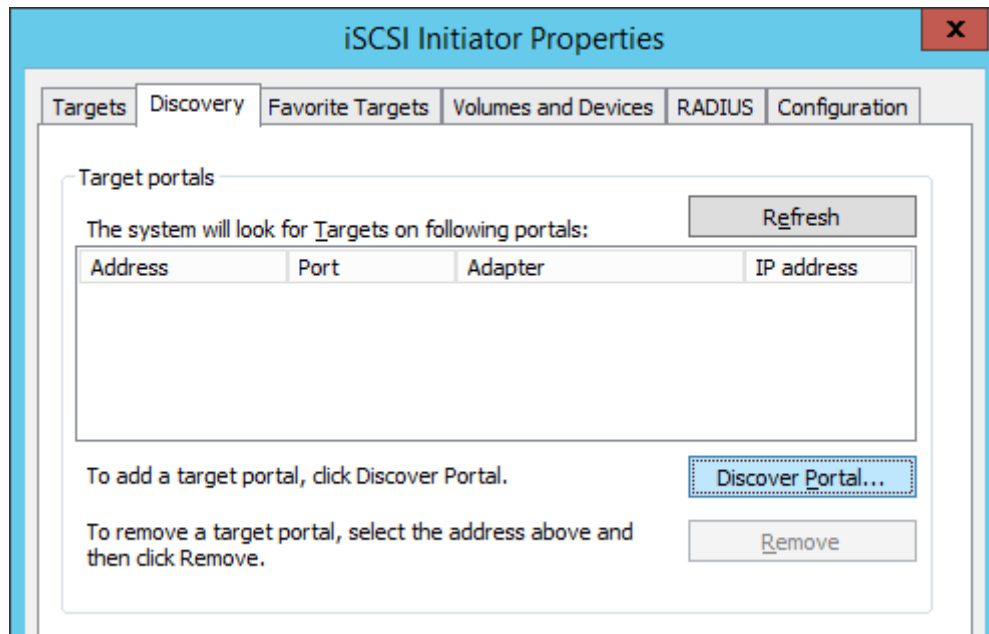 iSCSI Initiator Properties
x
Targets Discovery Favorite Targets Volumes and Devices RADIUS Configuration
Target portals
Refresh
The system will look for Targets on following portals:
Address Port Adapter IP address
To add a target portal, click Discover Portal.
Discover Portal...
To remove a target portal, select the address above and
then click Remove.
Remove